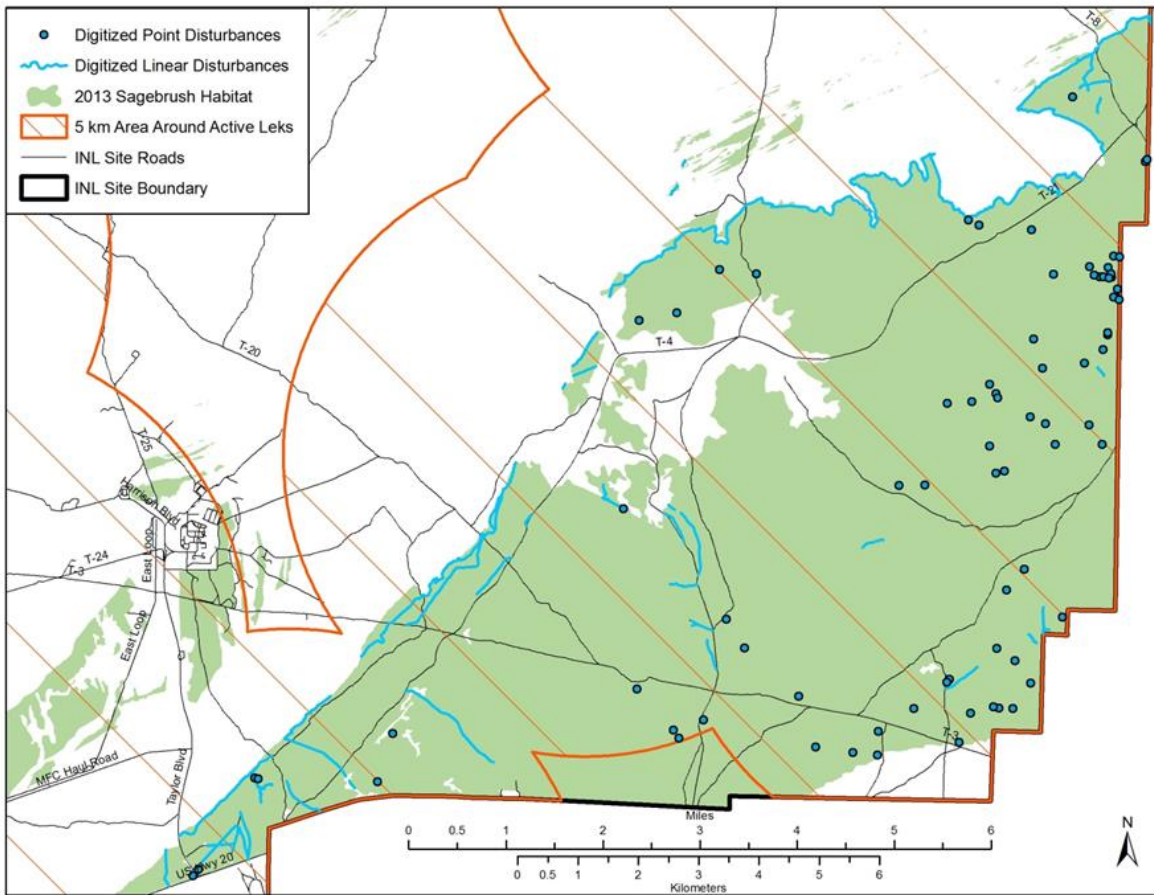 Digitized Point Disturbances
Digitized Linear Disturbances
2013 Sagebrush Habitat
5 km Area Around Active Leks
INL Site Roads
INL Site Boundary
T-8
T-21
T-20
T-4
T-25
Harrison Blvd
T-24
T-3
East Loop
East Loop
T-3
MFC Haul Road
Taylor Blvd
US Hwy 20
Miles
0 0.5 1 2 3 4 5 6
0 0.5 1 2 3 4 5 6
Kilometers
N